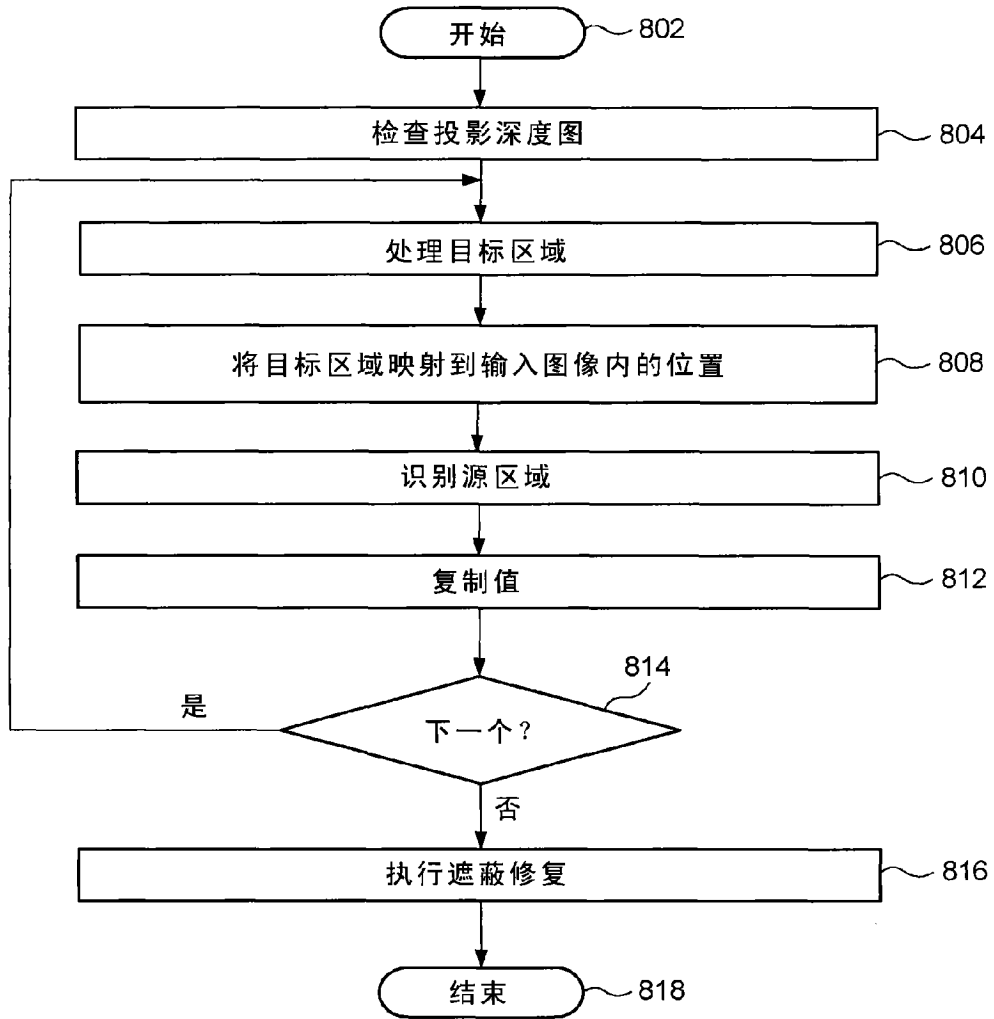 开始
802
检查投影深度图
804
处理目标区域
806
将目标区域映射到输入图像内的位置
808
识别源区域
810
复制值
812
814
下一个?
是
否
执行遮蔽修复
816
结束
818